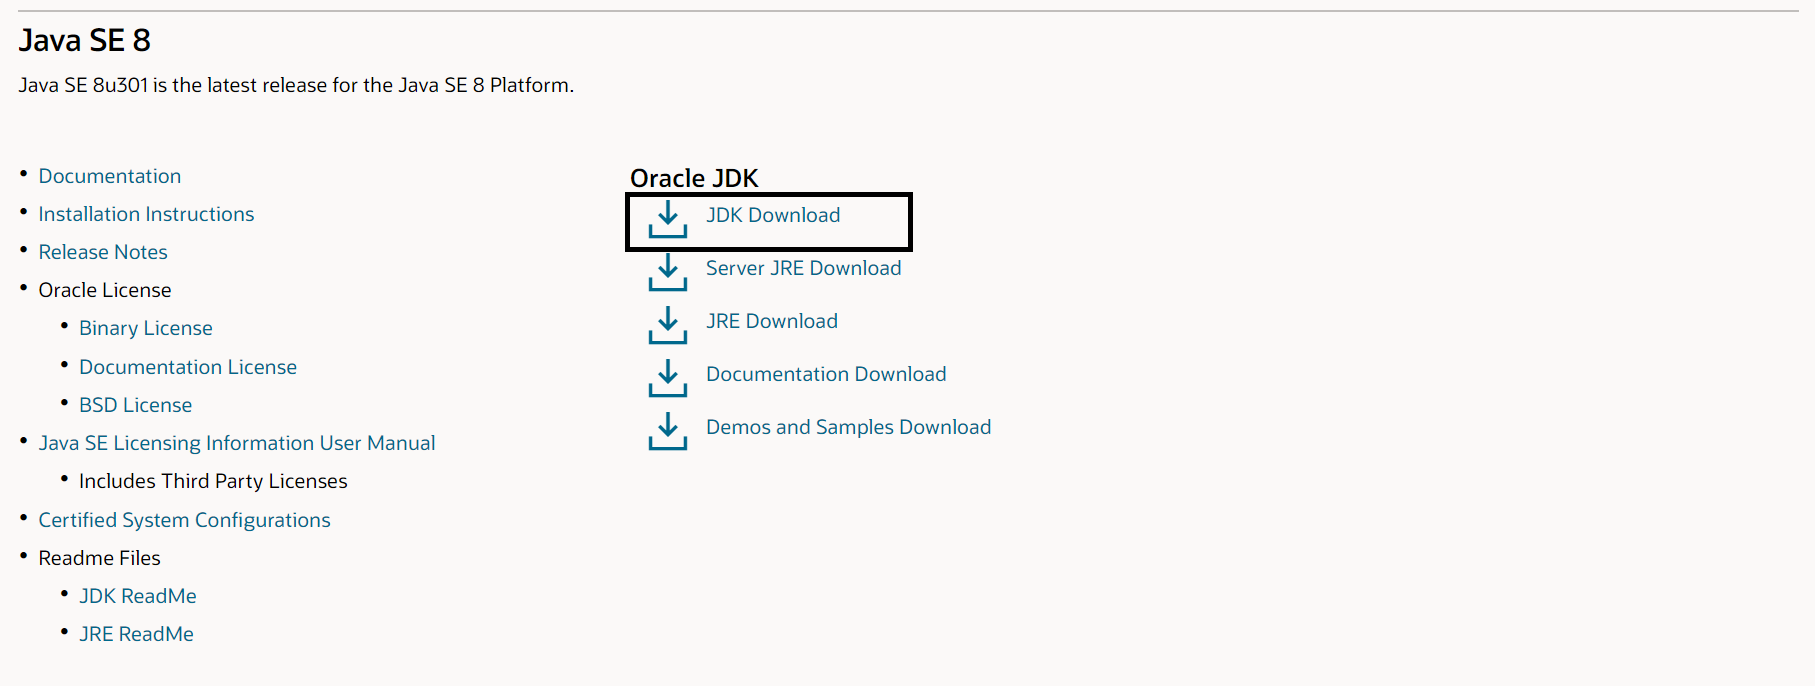 Java SE 8
Java SE 8u301 is the latest release for the Java SE 8 Platform.
• Documentation
• Installation Instructions
• Release Notes
• Oracle License
• Binary License
• Documentation License
• BSD License
• Java SE Licensing Information User Manual
• Includes Third Party Licenses
• Certified System Configurations
• Readme Files
• JDK ReadMe
• JRE ReadMe
Oracle JDK
JDK Download
Server JRE Download
JRE Download
Documentation Download
Demos and Samples Download